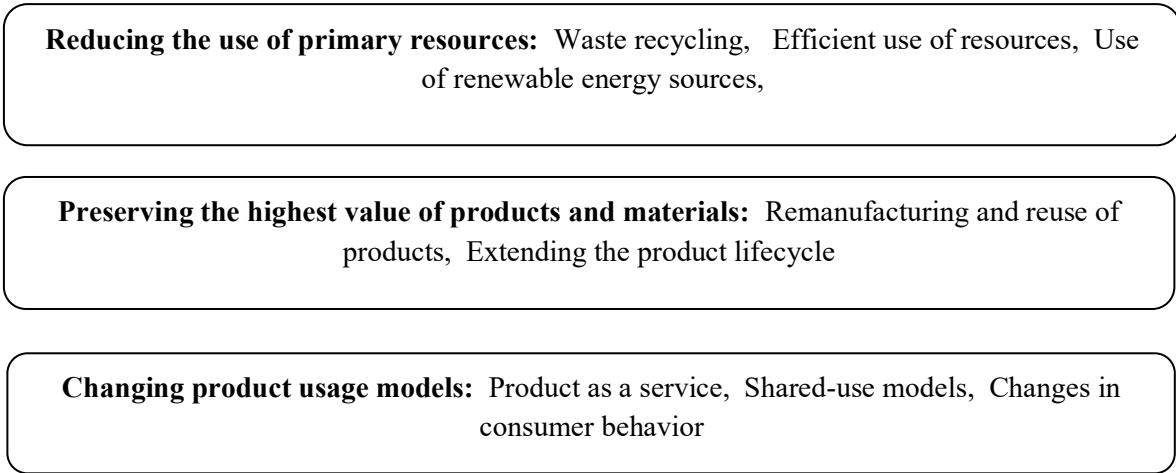 Reducing the use of primary resources: Waste recycling, Efficient use of resources, Use
of renewable energy sources,
Preserving the highest value of products and materials: Remanufacturing and reuse of
products, Extending the product lifecycle
Changing product usage models: Product as a service, Shared-use models, Changes in
consumer behavior